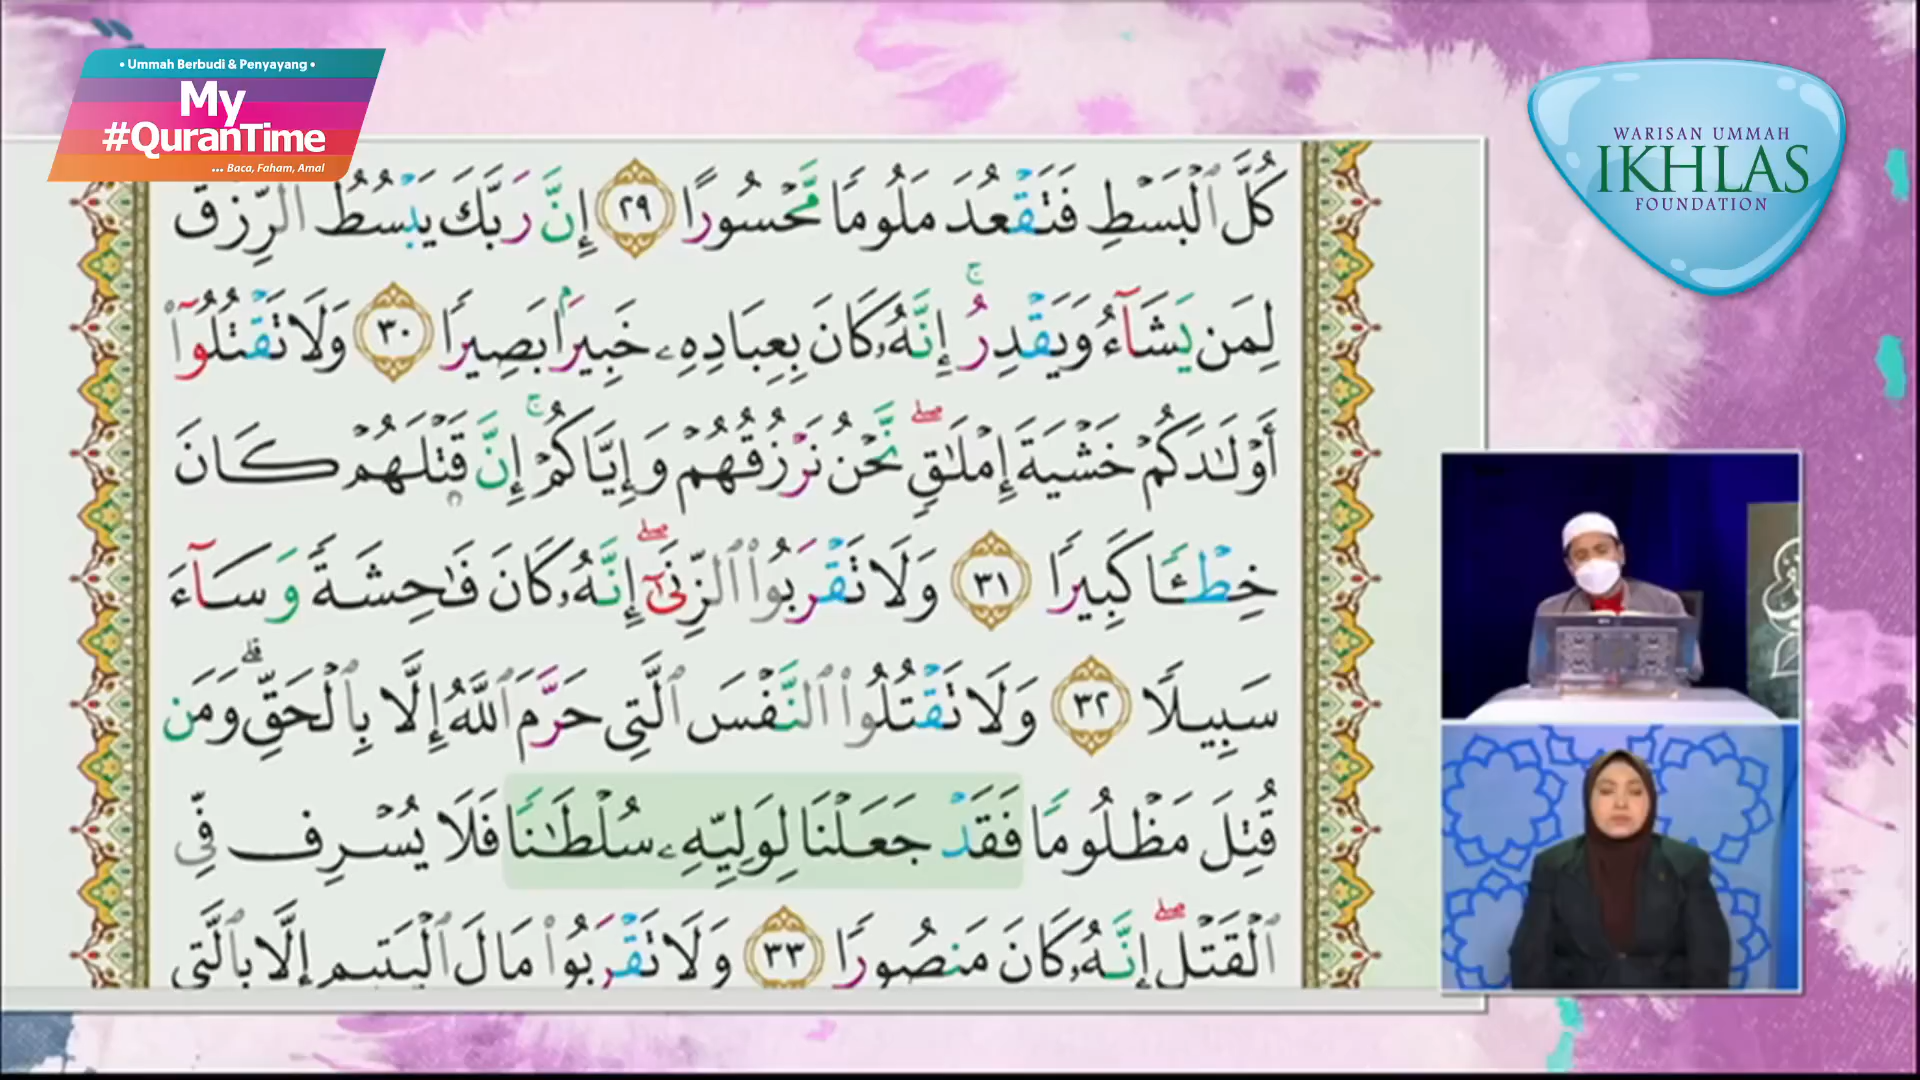 • Ummah Berbudi & Penyayang •
My
#QuranTime
... Baca, Faham, Amal
WARISAN UMMAH
IKHLAS
FOUNDATION
كُلَّ ٱلْبَسْطِ فَتَقْعُدَ مَلُومًا مَّحْسُورًا ٢٩ إِنَّ رَبَّكَ يَبْسُطُ ٱلرِّزْقَ
لِمَن يَشَآءُ وَيَقْدِرُ ۚ إِنَّهُۥ كَانَ بِعِبَادِهِۦ خَبِيرًۢا بَصِيرًا ٣٠ وَلَا تَقْتُلُوٓا۟
أَوْلَـٰدَكُمْ خَشْيَةَ إِمْلَـٰقٍ ۖ نَّحْنُ نَرْزُقُهُمْ وَإِيَّاكُمْ ۚ إِنَّ قَتْلَهُمْ كَانَ
خِطْـًٔا كَبِيرًا ٣١ وَلَا تَقْرَبُوا۟ ٱلزِّنَىٰٓ ۖ إِنَّهُۥ كَانَ فَـٰحِشَةً وَسَآءَ
سَبِيلًا ٣٢ وَلَا تَقْتُلُوا۟ ٱلنَّفْسَ ٱلَّتِى حَرَّمَ ٱللَّهُ إِلَّا بِٱلْحَقِّ ۗ وَمَن
قُتِلَ مَظْلُومًا فَقَدْ جَعَلْنَا لِوَلِيِّهِۦ سُلْطَـٰنًا فَلَا يُسْرِف فِّى
ٱلْقَتْلِ ۖ إِنَّهُۥ كَانَ مَنصُورًا ٣٣ وَلَا تَقْرَبُوا۟ مَالَ ٱلْيَتِيمِ إِلَّا بِٱلَّتِى